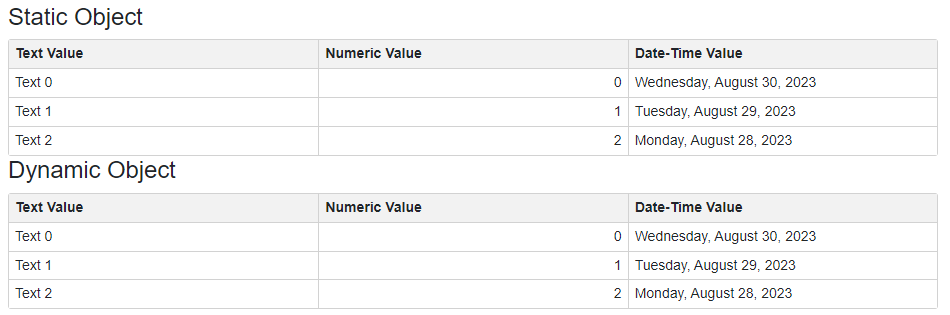 Static Object
Text Value Numeric Value Date-Time Value
Text 0 0 Wednesday, August 30, 2023
Text 1 1 Tuesday, August 29, 2023
Text 2 2 Monday, August 28, 2023
Dynamic Object
Text Value Numeric Value Date-Time Value
Text 0 0 Wednesday, August 30, 2023
Text 1 1 Tuesday, August 29, 2023
Text 2 2 Monday, August 28, 2023